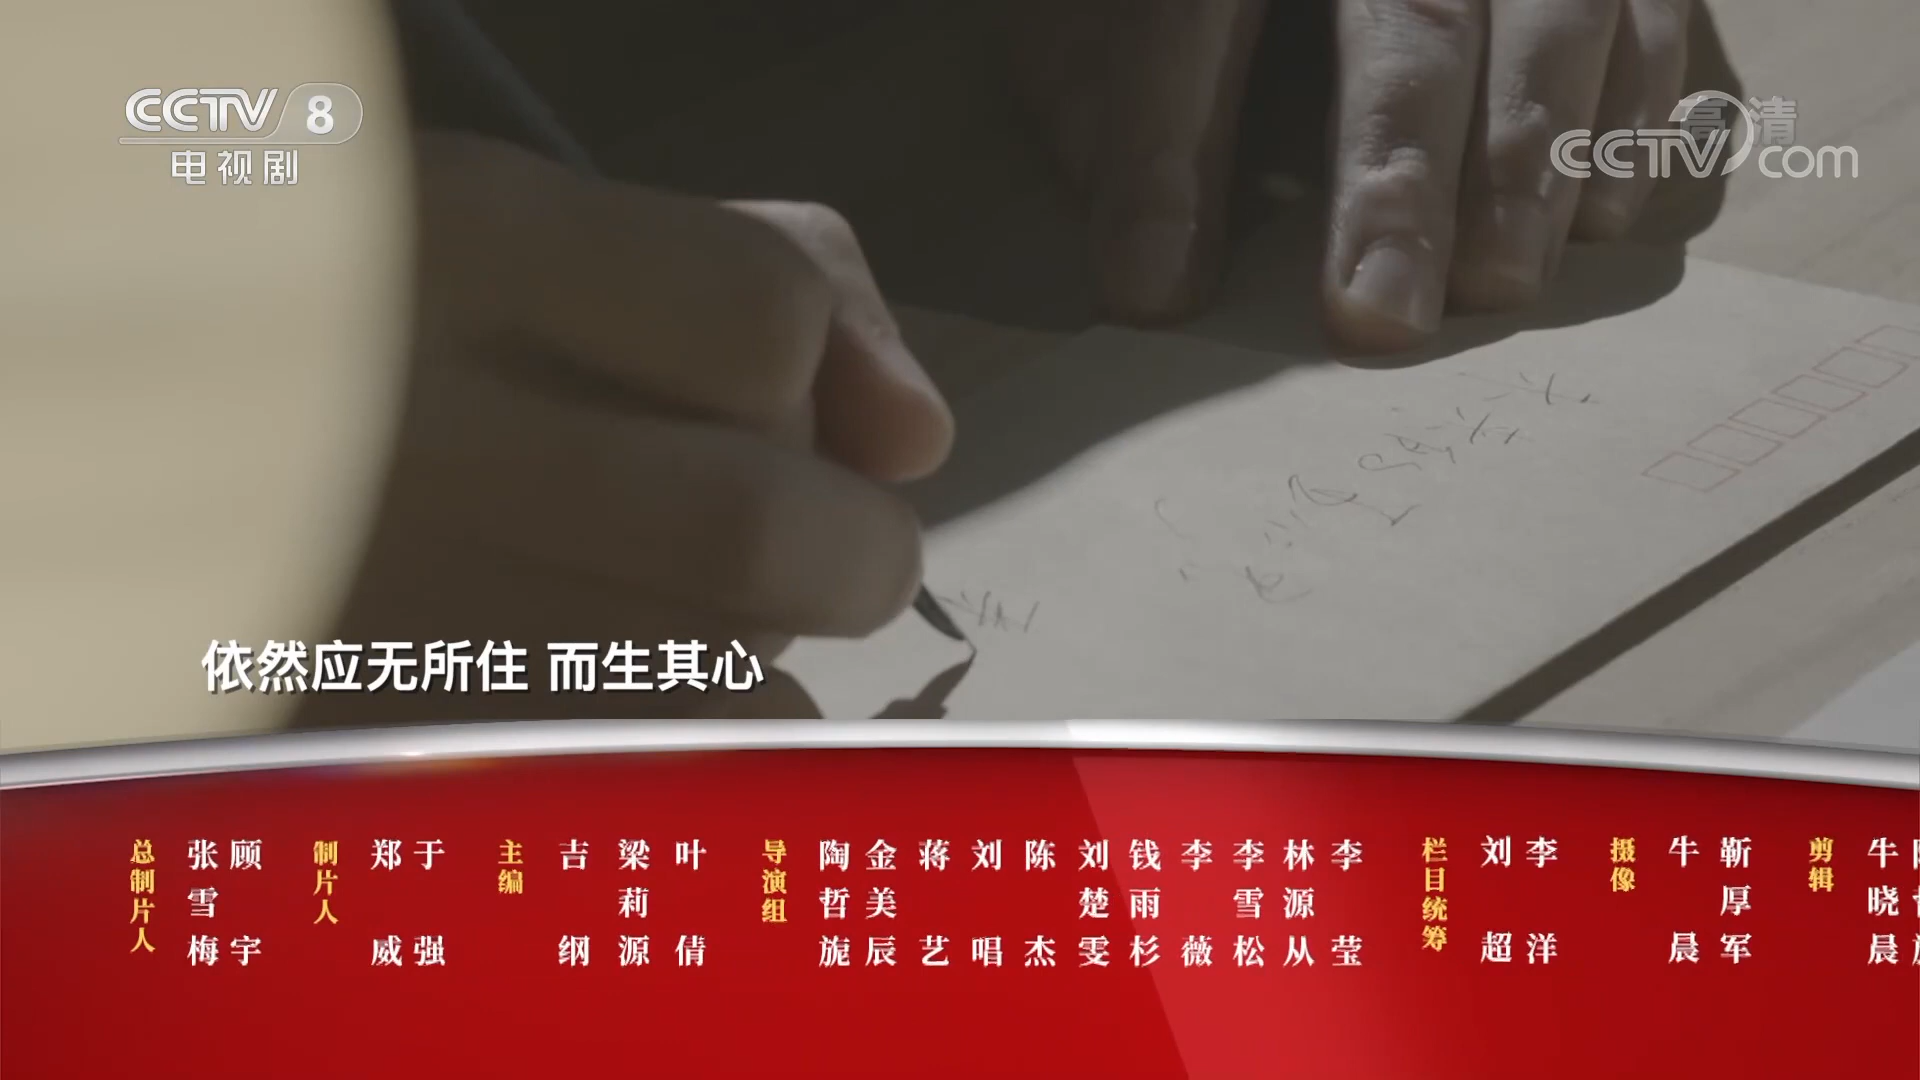 CCTV 8
电视剧
高清
CCTV com
依然应无所住 而生其心
总制片人
张雪梅
顾宇
制片人
郑威
于强
主编
吉纲
梁莉源
叶倩
导演组
陶哲旎
金美辰
蒋艺
刘唱
陈杰
刘楚雯
钱雨杉
李薇
李雪松
林源从
李莹
栏目统筹
刘超
李洋
摄像
牛晨
靳厚军
剪辑
牛晓晨